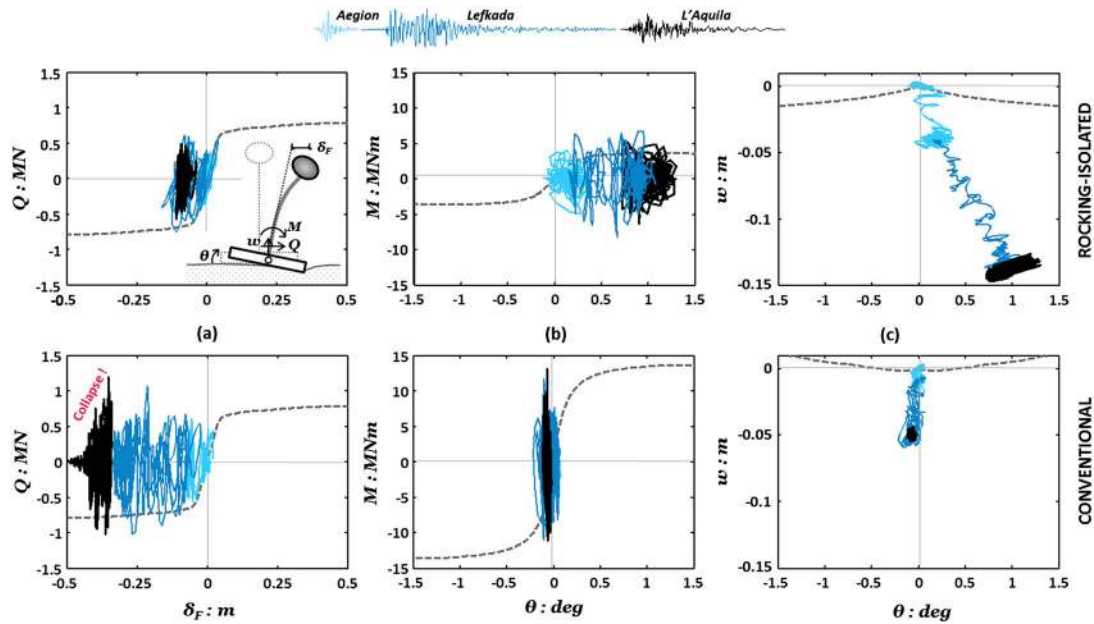 Aegion Lefkada L'Aquila
1.5
1
0.5
0
-0.5
-1
-1.5
Q : MN
-0.5 -0.25 0 0.25 0.5
δF
M
w
Q
θ
(a)
15
10
5
0
5
-10
-15
M : MNm
-1.5 -1 -0.5 0 0.5 1 1.5
(b)
0
-0.05
-0.1
-0.15
w : m
-1.5 -1 -0.5 0 0.5 1 1.5
(c)
ROCKING-ISOLATED
1.5
1
0.5
0
-0.5
-1
-1.5
Q : MN
Collapse !
-0.5 -0.25 0 0.25 0.5
δF : m
15
10
5
0
-5
-10
-15
M : MNm
-1.5 -1 -0.5 0 0.5 1 1.5
θ : deg
0
-0.05
-0.1
-0.15
w : m
-1.5 -1 -0.5 0 0.5 1 1.5
θ : deg
CONVENTIONAL